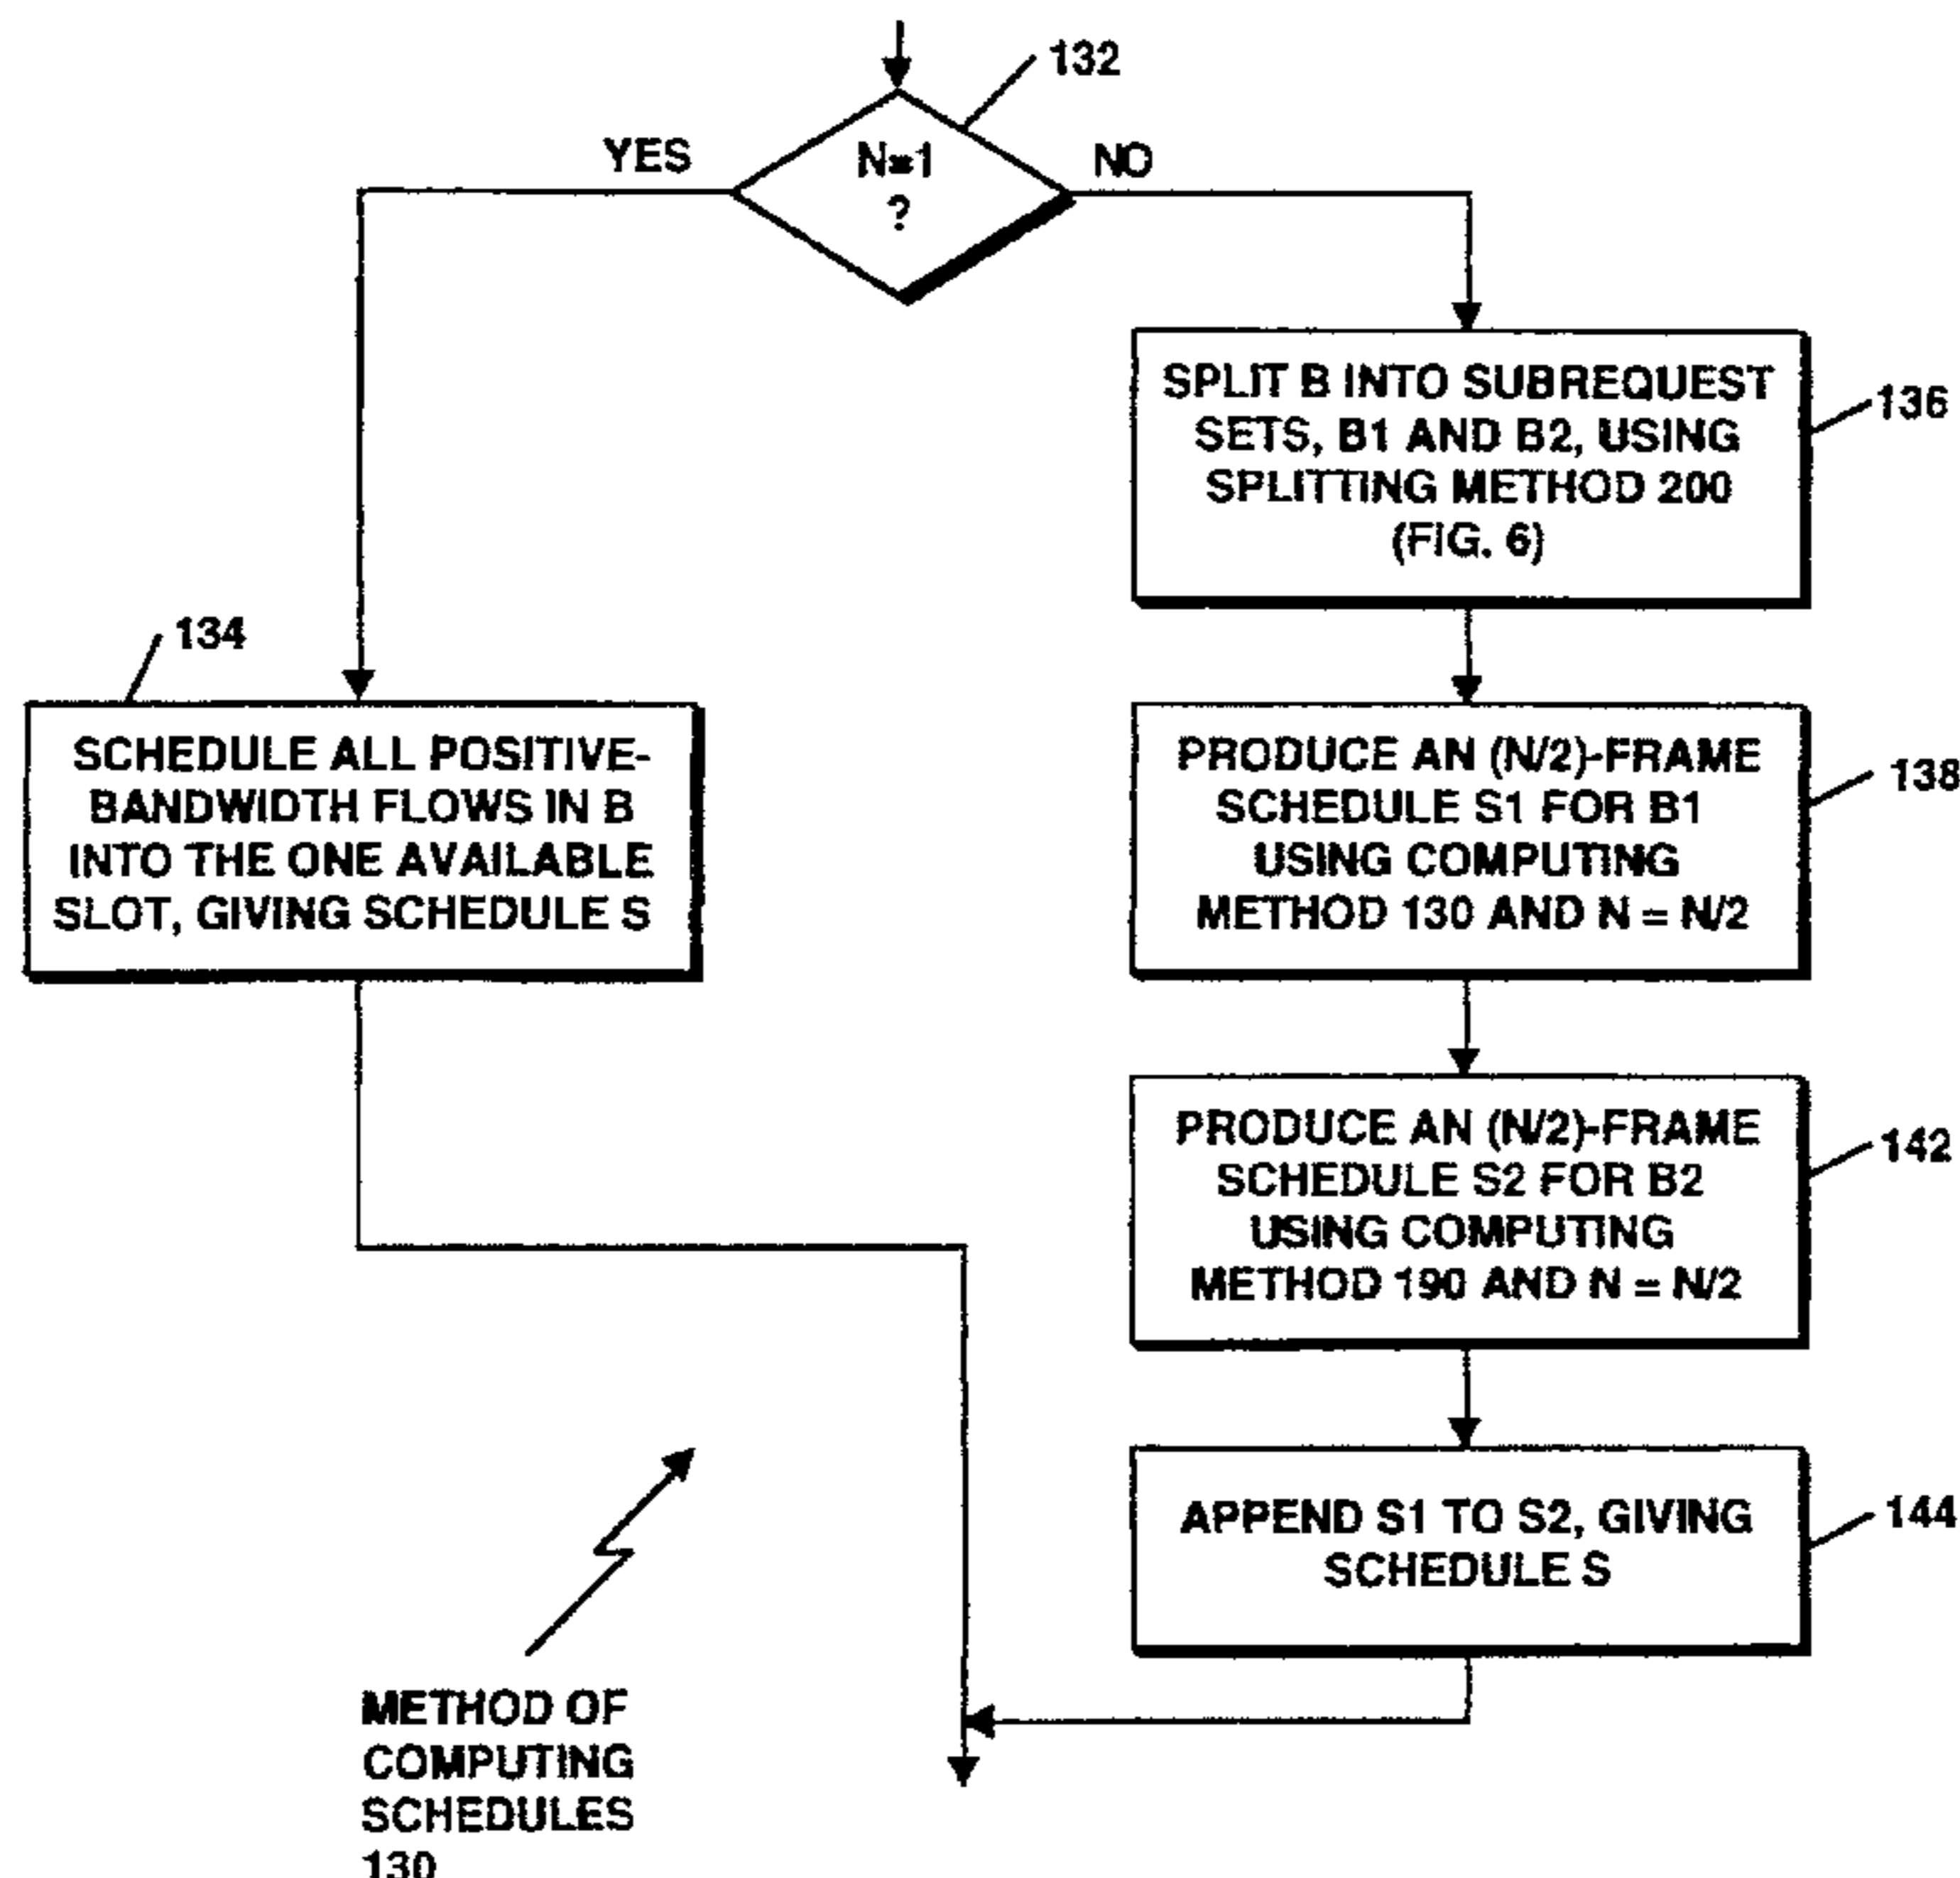 132
YES
N=1
?
NO
SPLIT B INTO SUBREQUEST
SETS, B1 AND B2, USING
SPLITTING METHOD 200
(FIG. 6)
136
134
SCHEDULE ALL POSITIVE-
BANDWIDTH FLOWS IN B
INTO THE ONE AVAILABLE
SLOT, GIVING SCHEDULE S
PRODUCE AN (N/2)-FRAME
SCHEDULE S1 FOR B1
USING COMPUTING
METHOD 130 AND N = N/2
138
PRODUCE AN (N/2)-FRAME
SCHEDULE S2 FOR B2
USING COMPUTING
METHOD 190 AND N = N/2
142
APPEND S1 TO S2, GIVING
SCHEDULE S
144
METHOD OF
COMPUTING
SCHEDULES
130